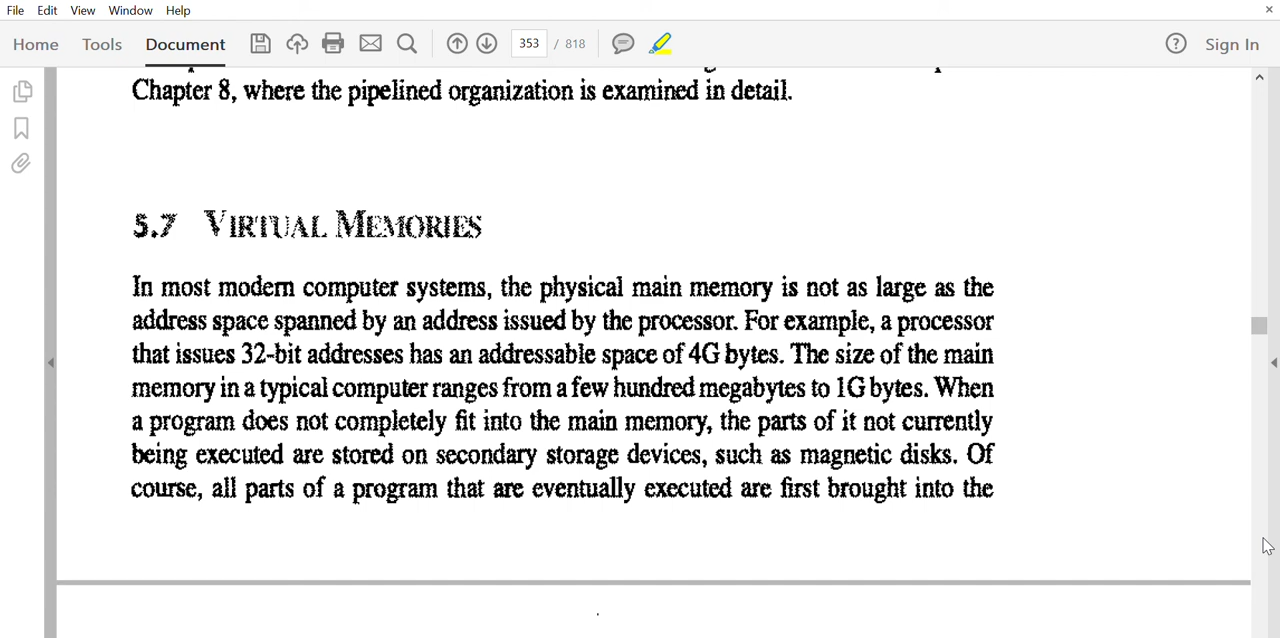 File Edit View Window Help
Home Tools Document 353 / 818 Sign In
Chapter 8, where the pipelined organization is examined in detail.
5.7 VIRTUAL MEMORIES
In most modern computer systems, the physical main memory is not as large as the
address space spanned by an address issued by the processor. For example, a processor
that issues 32-bit addresses has an addressable space of 4G bytes. The size of the main
memory in a typical computer ranges from a few hundred megabytes to 1G bytes. When
a program does not completely fit into the main memory, the parts of it not currently
being executed are stored on secondary storage devices, such as magnetic disks. Of
course, all parts of a program that are eventually executed are first brought into the